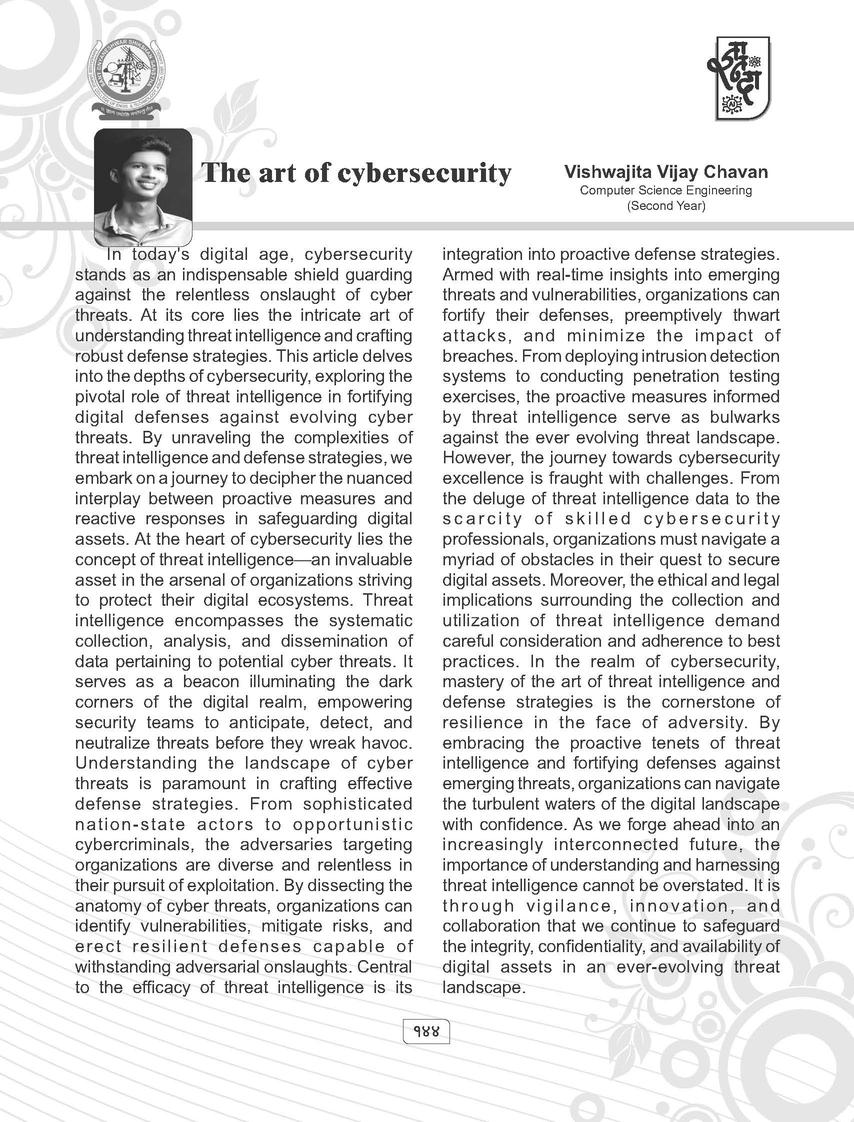 The art of cybersecurity
Vishwajita Vijay Chavan
Computer Science Engineering
(Second Year)
In today's digital age, cybersecurity
stands as an indispensable shield guarding
against the relentless onslaught of cyber
threats. At its core lies the intricate art of
understanding threat intelligence and crafting
robust defense strategies. This article delves
into the depths of cybersecurity, exploring the
pivotal role of threat intelligence in fortifying
digital defenses against evolving cyber
threats. By unraveling the complexities of
threat intelligence and defense strategies, we
embark on a journey to decipher the nuanced
interplay between proactive measures and
reactive responses in safeguarding digital
assets. At the heart of cybersecurity lies the
concept of threat intelligence—an invaluable
asset in the arsenal of organizations striving
to protect their digital ecosystems. Threat
intelligence encompasses the systematic
collection, analysis, and dissemination of
data pertaining to potential cyber threats. It
serves as a beacon illuminating the dark
corners of the digital realm, empowering
security teams to anticipate, detect, and
neutralize threats before they wreak havoc.
Understanding the landscape of cyber
threats is paramount in crafting effective
defense strategies. From sophisticated
nation-state actors to opportunistic
cybercriminals, the adversaries targeting
organizations are diverse and relentless in
their pursuit of exploitation. By dissecting the
anatomy of cyber threats, organizations can
identify vulnerabilities, mitigate risks, and
erect resilient defenses capable of
withstanding adversarial onslaughts. Central
to the efficacy of threat intelligence is its
integration into proactive defense strategies.
Armed with real-time insights into emerging
threats and vulnerabilities, organizations can
fortify their defenses, preemptively thwart
attacks, and minimize the impact of
breaches. From deploying intrusion detection
systems to conducting penetration testing
exercises, the proactive measures informed
by threat intelligence serve as bulwarks
against the ever evolving threat landscape.
However, the journey towards cybersecurity
excellence is fraught with challenges. From
the deluge of threat intelligence data to the
scarcity of skilled cybersecurity
professionals, organizations must navigate a
myriad of obstacles in their quest to secure
digital assets. Moreover, the ethical and legal
implications surrounding the collection and
utilization of threat intelligence demand
careful consideration and adherence to best
practices. In the realm of cybersecurity,
mastery of the art of threat intelligence and
defense strategies is the cornerstone of
resilience in the face of adversity. By
embracing the proactive tenets of threat
intelligence and fortifying defenses against
emerging threats, organizations can navigate
the turbulent waters of the digital landscape
with confidence. As we forge ahead into an
increasingly interconnected future, the
importance of understanding and harnessing
threat intelligence cannot be overstated. It is
through vigilance, innovation, and
collaboration that we continue to safeguard
the integrity, confidentiality, and availability of
digital assets in an ever-evolving threat
landscape.
१४४